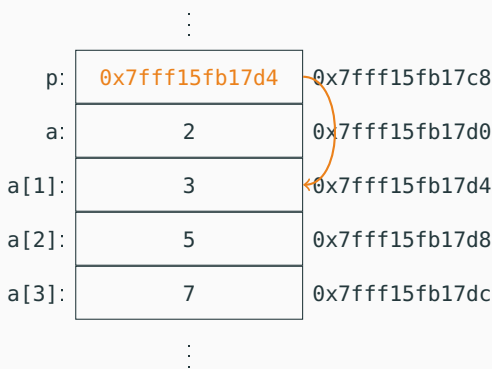 p: 0x7fff15fb17d4 0x7fff15fb17c8
a: 2 0x7fff15fb17d0
a[1]: 3 0x7fff15fb17d4
a[2]: 5 0x7fff15fb17d8
a[3]: 7 0x7fff15fb17dc